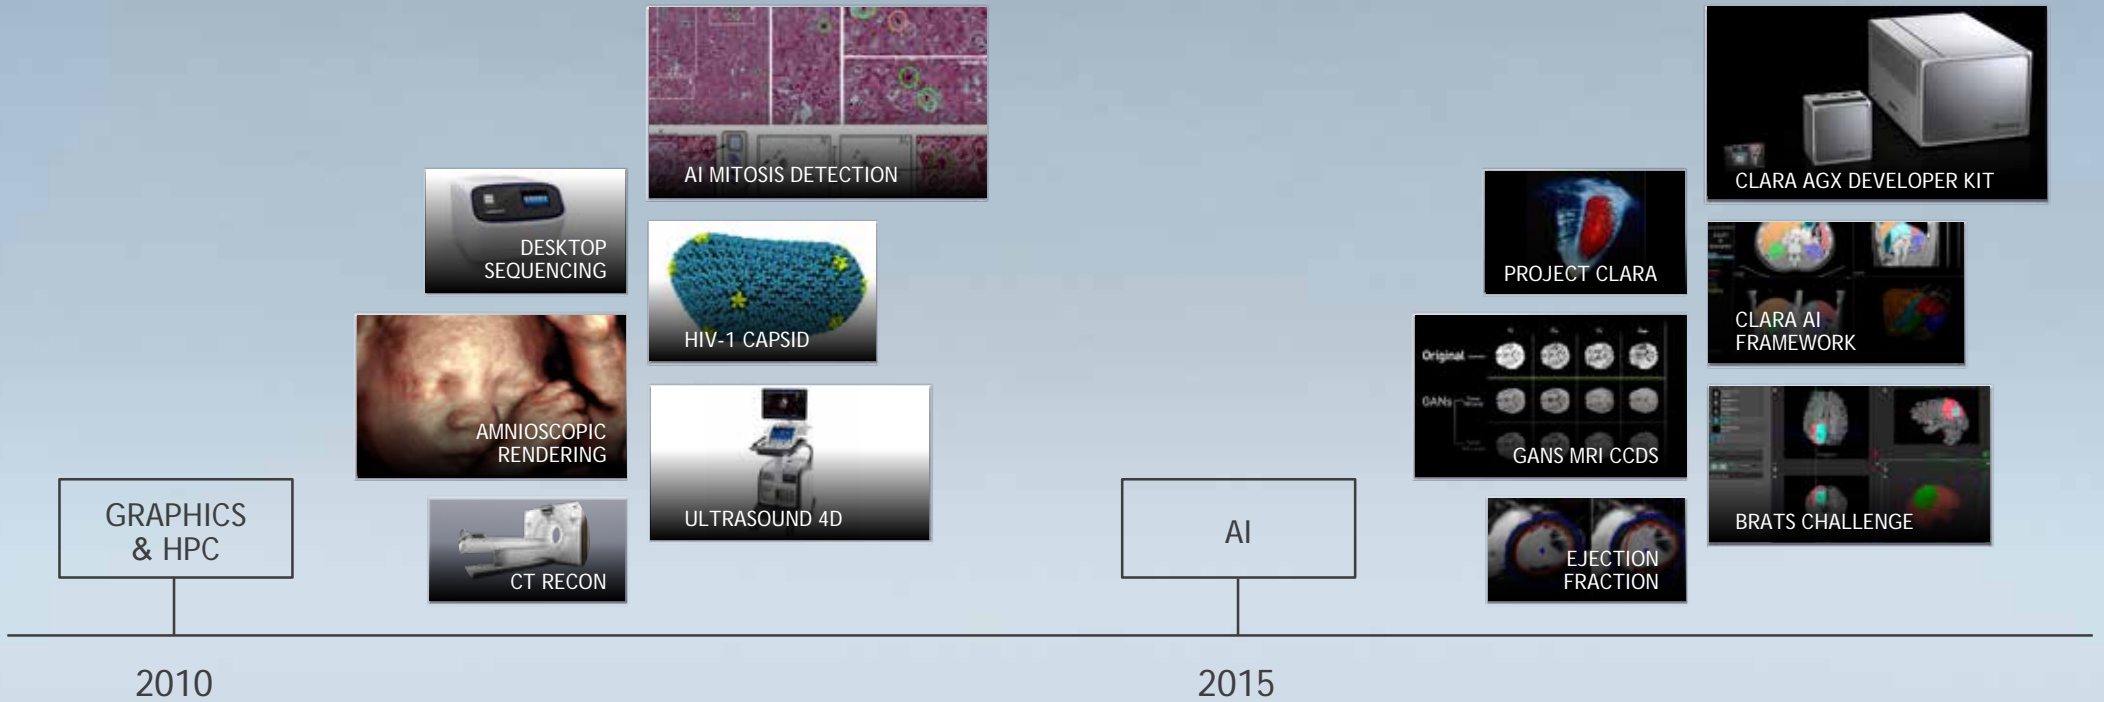 AI MITOSIS DETECTION
DESKTOP
SEQUENCING
HIV-1 CAPSID
AMNIOSCOPIC
RENDERING
ULTRASOUND 4D
CT RECON
GRAPHICS
& HPC
2010
CLARA AGX DEVELOPER KIT
PROJECT CLARA
CLARA AI
FRAMEWORK
Original
GANs
GANS MRI CCDS
BRATS CHALLENGE
EJECTION
FRACTION
AI
2015